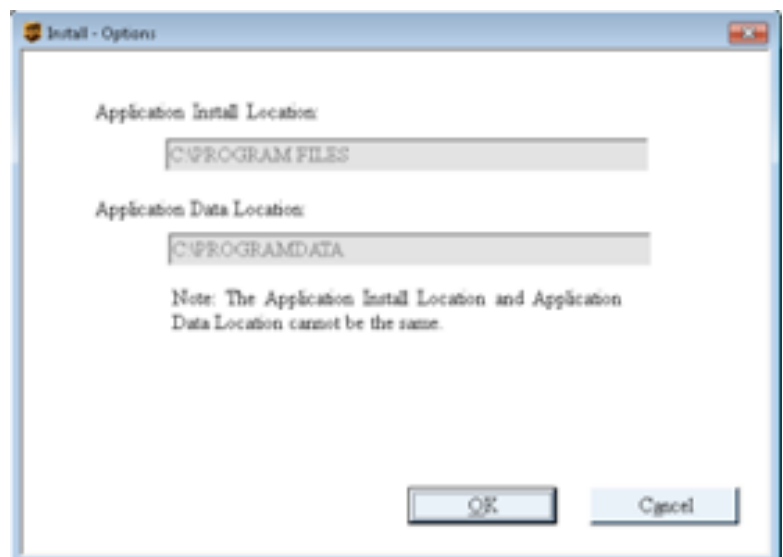 Install - Options
Application Install Location:
C:\PROGRAM FILES
Application Data Location:
C:\PROGRAMDATA
Note: The Application Install Location and Application
Data Location cannot be the same.
OK
Cancel